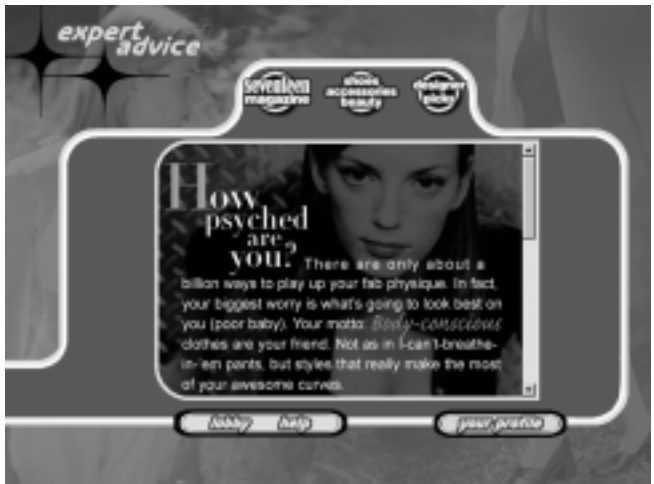 expert
advice
seventeen
magazine
shoes
accessories
beauty
designer
picks
How
psyched
are
you? There are only about a
billion ways to play up your fab physique. In fact,
your biggest worry is what's going to look best on
you (poor baby). Your motto: Body-conscious
clothes are your friend. Not as in I-can't-breathe-
in-'em pants, but styles that really make the most
of your awesome curves.
lobby help your profile